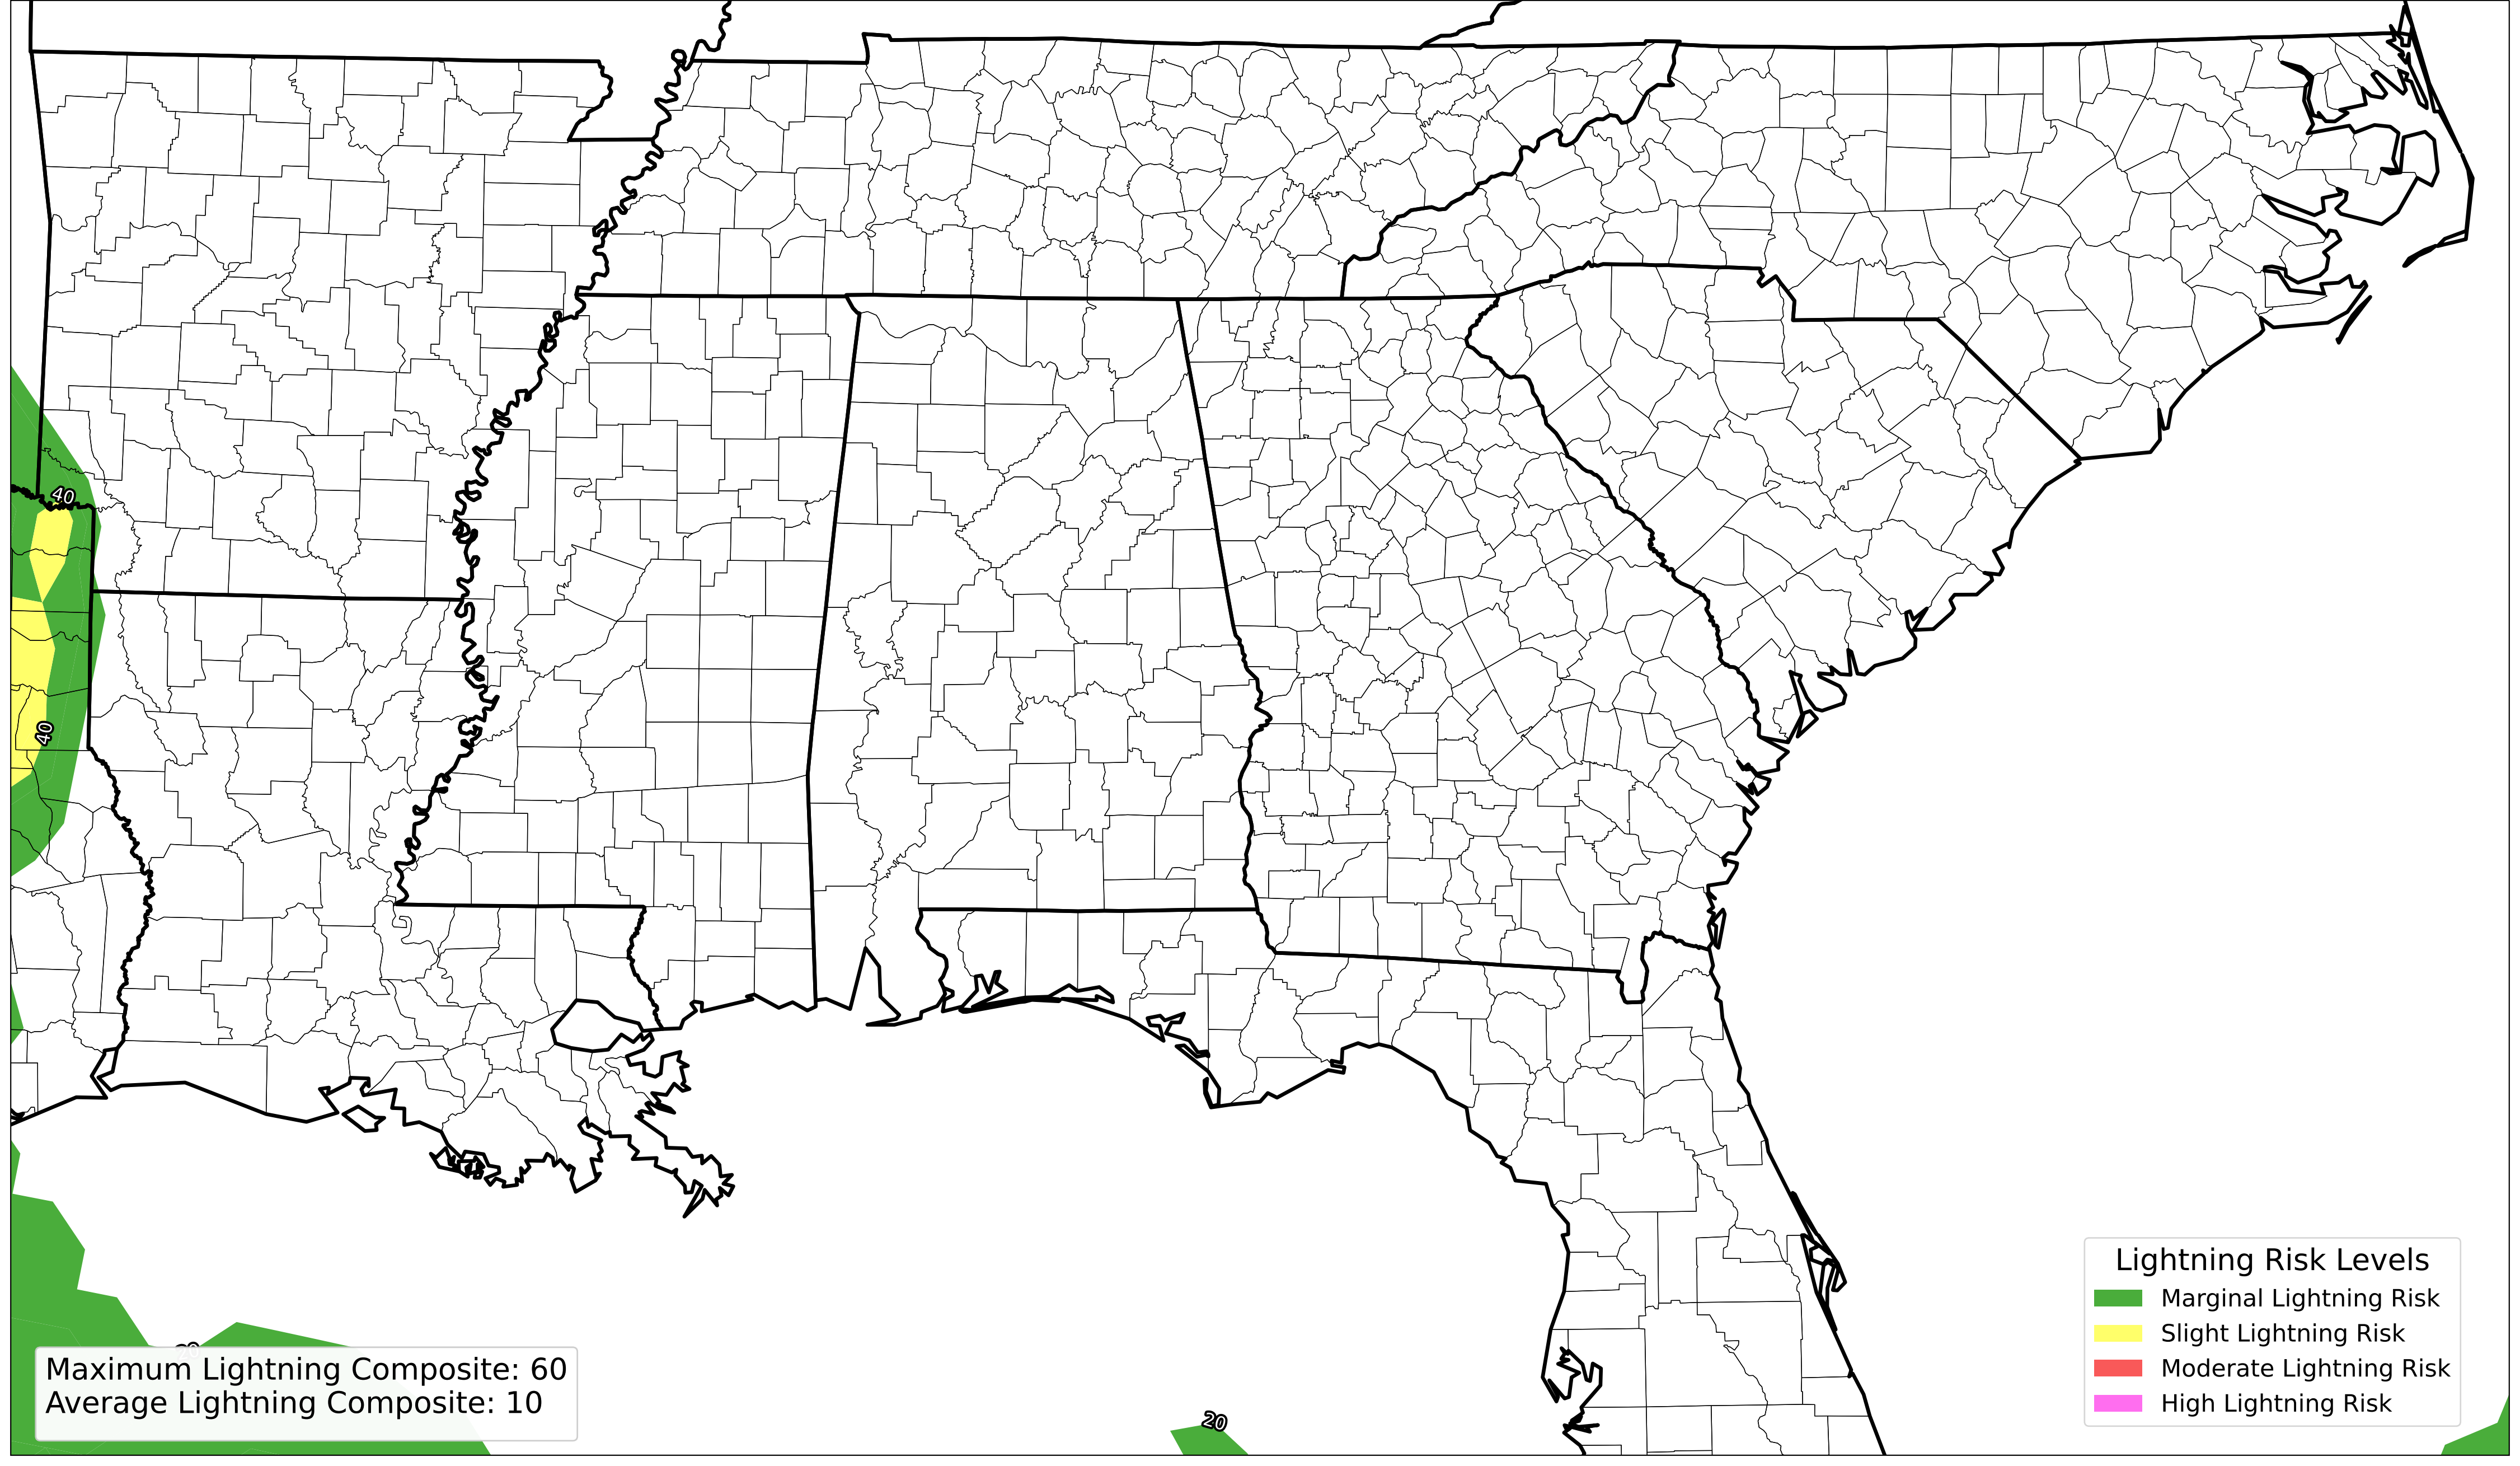 40
40
20
Maximum Lightning Composite: 60
Average Lightning Composite: 10
Lightning Risk Levels
Marginal Lightning Risk
Slight Lightning Risk
Moderate Lightning Risk
High Lightning Risk